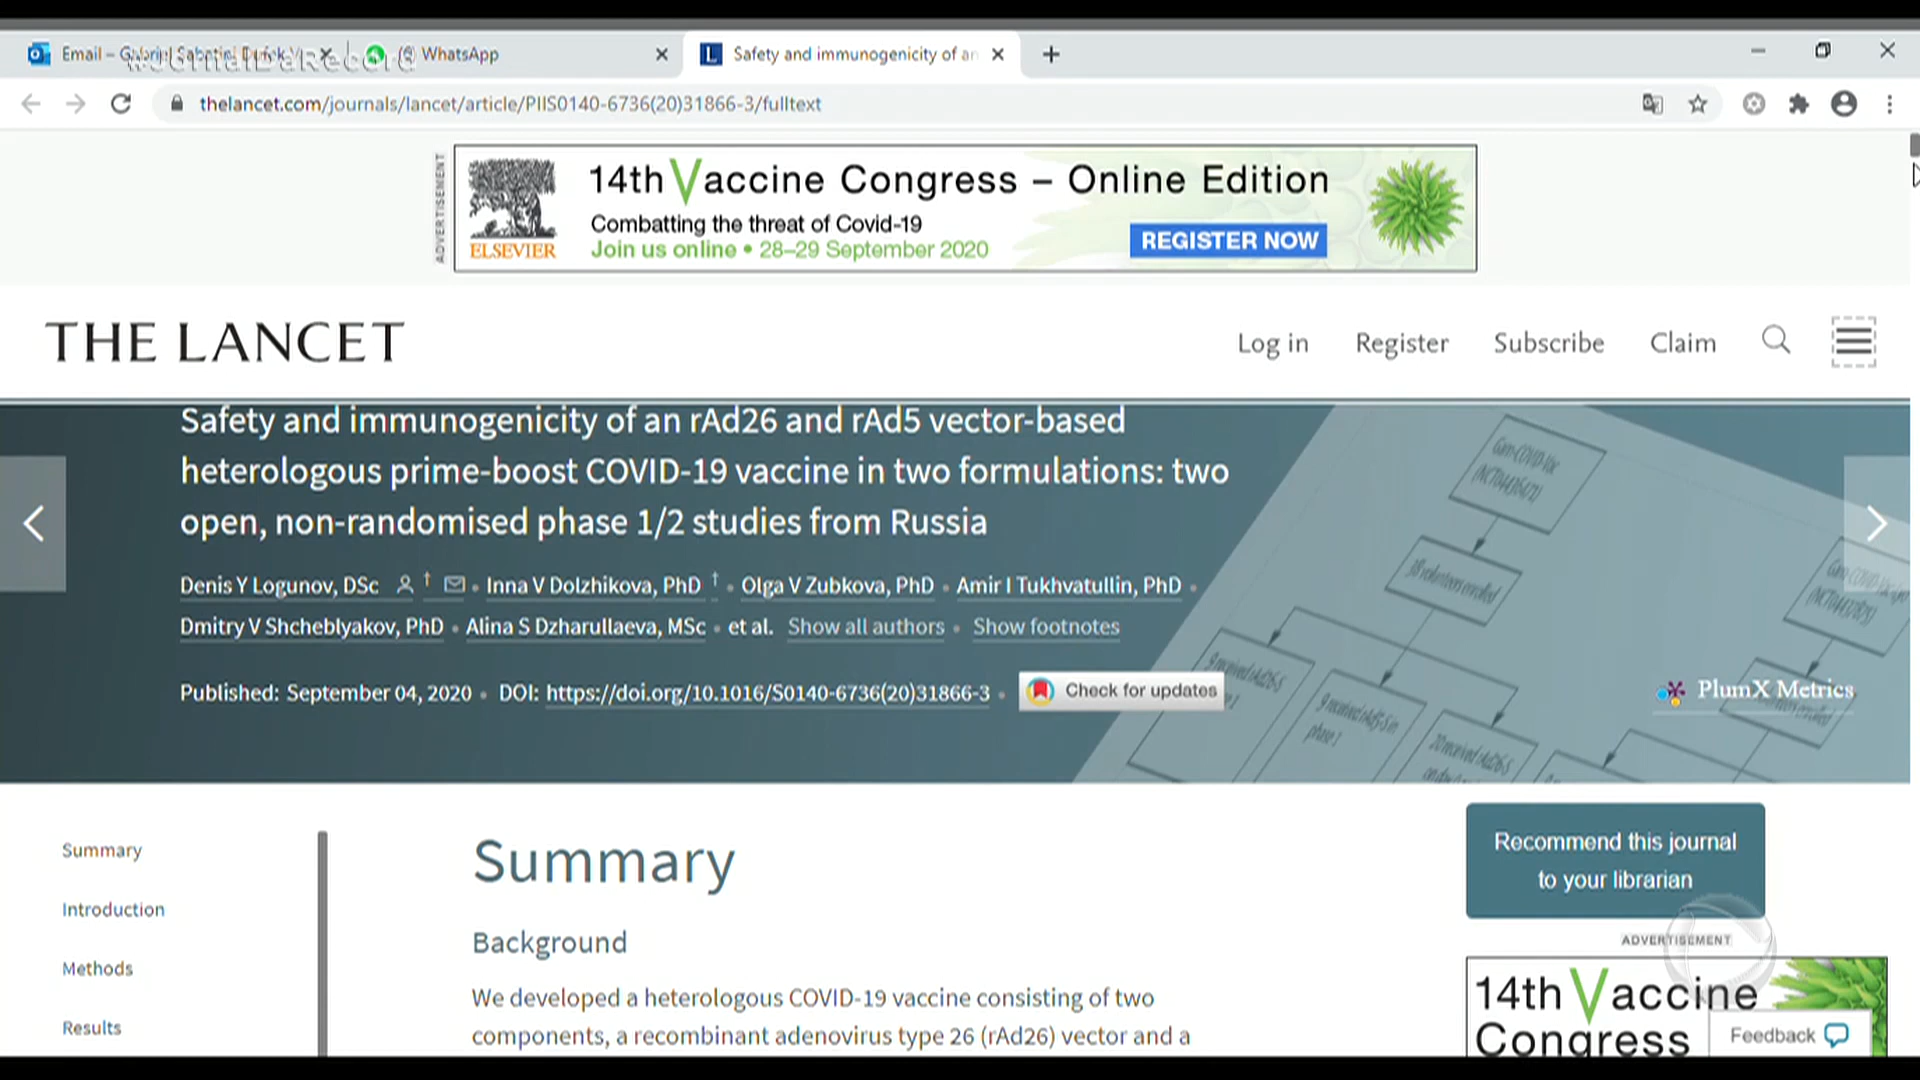 Email – Gabriel Sabatini
WhatsApp
Safety and immunogenicity of an
thelancet.com/journals/lancet/article/PIIS0140-6736(20)31866-3/fulltext
ADVERTISEMENT
14th Vaccine Congress – Online Edition
Combatting the threat of Covid-19
ELSEVIER
Join us online • 28–29 September 2020
REGISTER NOW
THE LANCET
Log in
Register
Subscribe
Claim
Safety and immunogenicity of an rAd26 and rAd5 vector-based
heterologous prime-boost COVID-19 vaccine in two formulations: two
open, non-randomised phase 1/2 studies from Russia
Denis Y Logunov, DSc † • Inna V Dolzhikova, PhD † • Olga V Zubkova, PhD • Amir I Tukhvatullin, PhD •
Dmitry V Shcheblyakov, PhD • Alina S Dzharullaeva, MSc • et al. Show all authors • Show footnotes
Published: September 04, 2020 • DOI: https://doi.org/10.1016/S0140-6736(20)31866-3 •
Check for updates
PlumX Metrics
Summary
Introduction
Methods
Results
Summary
Background
We developed a heterologous COVID-19 vaccine consisting of two
components, a recombinant adenovirus type 26 (rAd26) vector and a
Recommend this journal
to your librarian
ADVERTISEMENT
14th Vaccine
Congress
Feedback